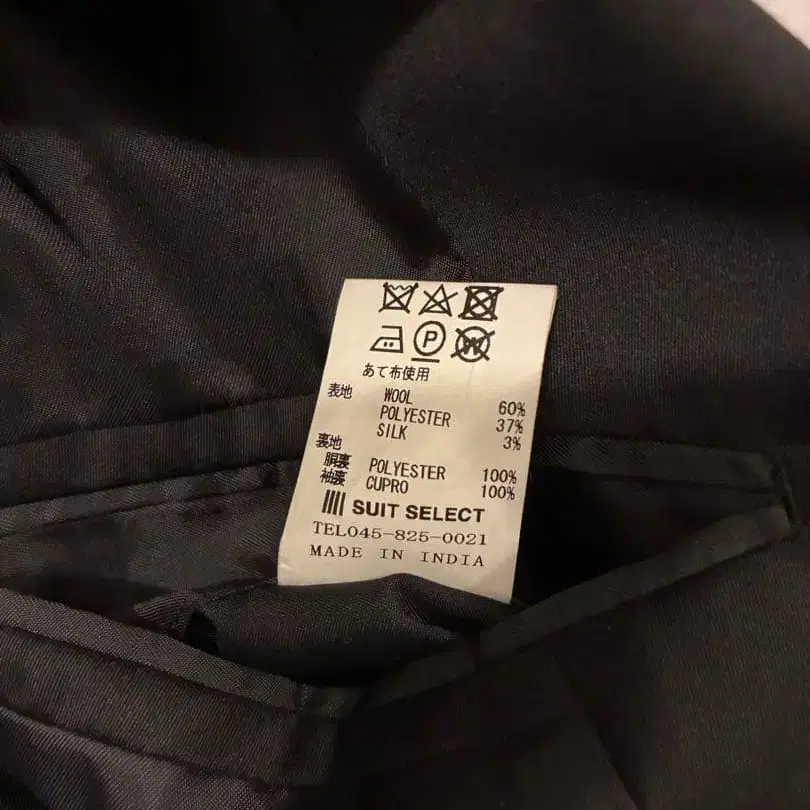 P W
あて布使用
表地 WOOL 60%
POLYESTER 37%
SILK 3%
裏地
胴裏 POLYESTER 100%
袖裏 CUPRO 100%
SUIT SELECT
TEL045-825-0021
MADE IN INDIA